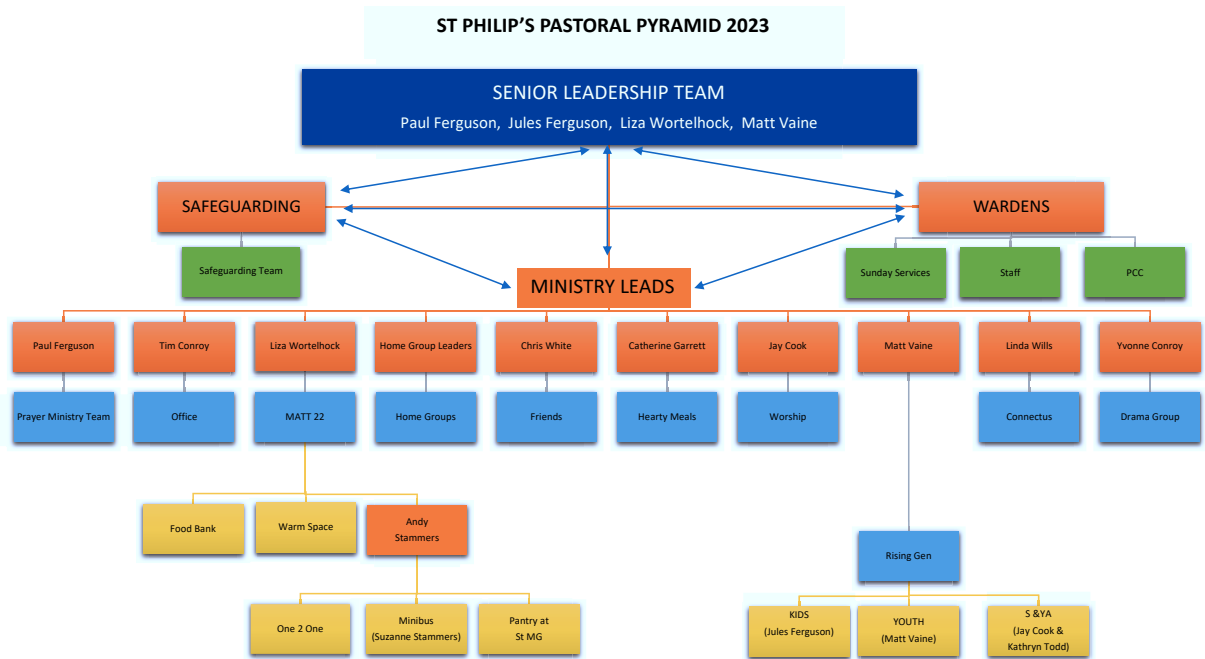 ST PHILIP’S PASTORAL PYRAMID 2023
SENIOR LEADERSHIP TEAM
Paul Ferguson, Jules Ferguson, Liza Wortelhock, Matt Vaine
SAFEGUARDING
WARDENS
Safeguarding Team
Sunday Services
Staff
PCC
MINISTRY LEADS
Paul Ferguson
Tim Conroy
Liza Wortelhock
Home Group Leaders
Chris White
Catherine Garrett
Jay Cook
Matt Vaine
Linda Wills
Yvonne Conroy
Prayer Ministry Team
Office
MATT 22
Home Groups
Friends
Hearty Meals
Worship
Connectus
Drama Group
Food Bank
Warm Space
Andy
Stammers
Rising Gen
One 2 One
Minibus
(Suzanne Stammers)
Pantry at
St MG
KIDS
(Jules Ferguson)
YOUTH
(Matt Vaine)
S &YA
(Jay Cook &
Kathryn Todd)